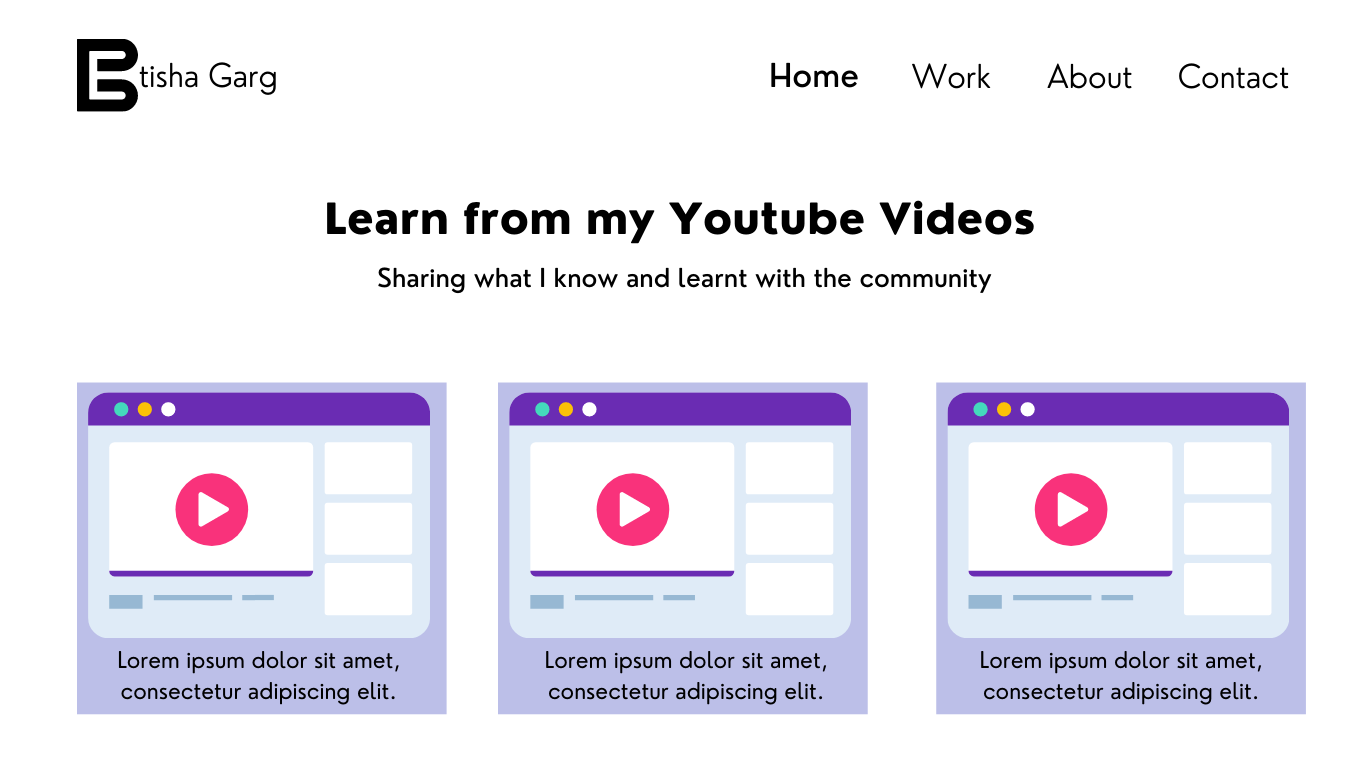 Etisha Garg
Home Work About Contact
Learn from my Youtube Videos
Sharing what I know and learnt with the community
Lorem ipsum dolor sit amet,
consectetur adipiscing elit.
Lorem ipsum dolor sit amet,
consectetur adipiscing elit.
Lorem ipsum dolor sit amet,
consectetur adipiscing elit.